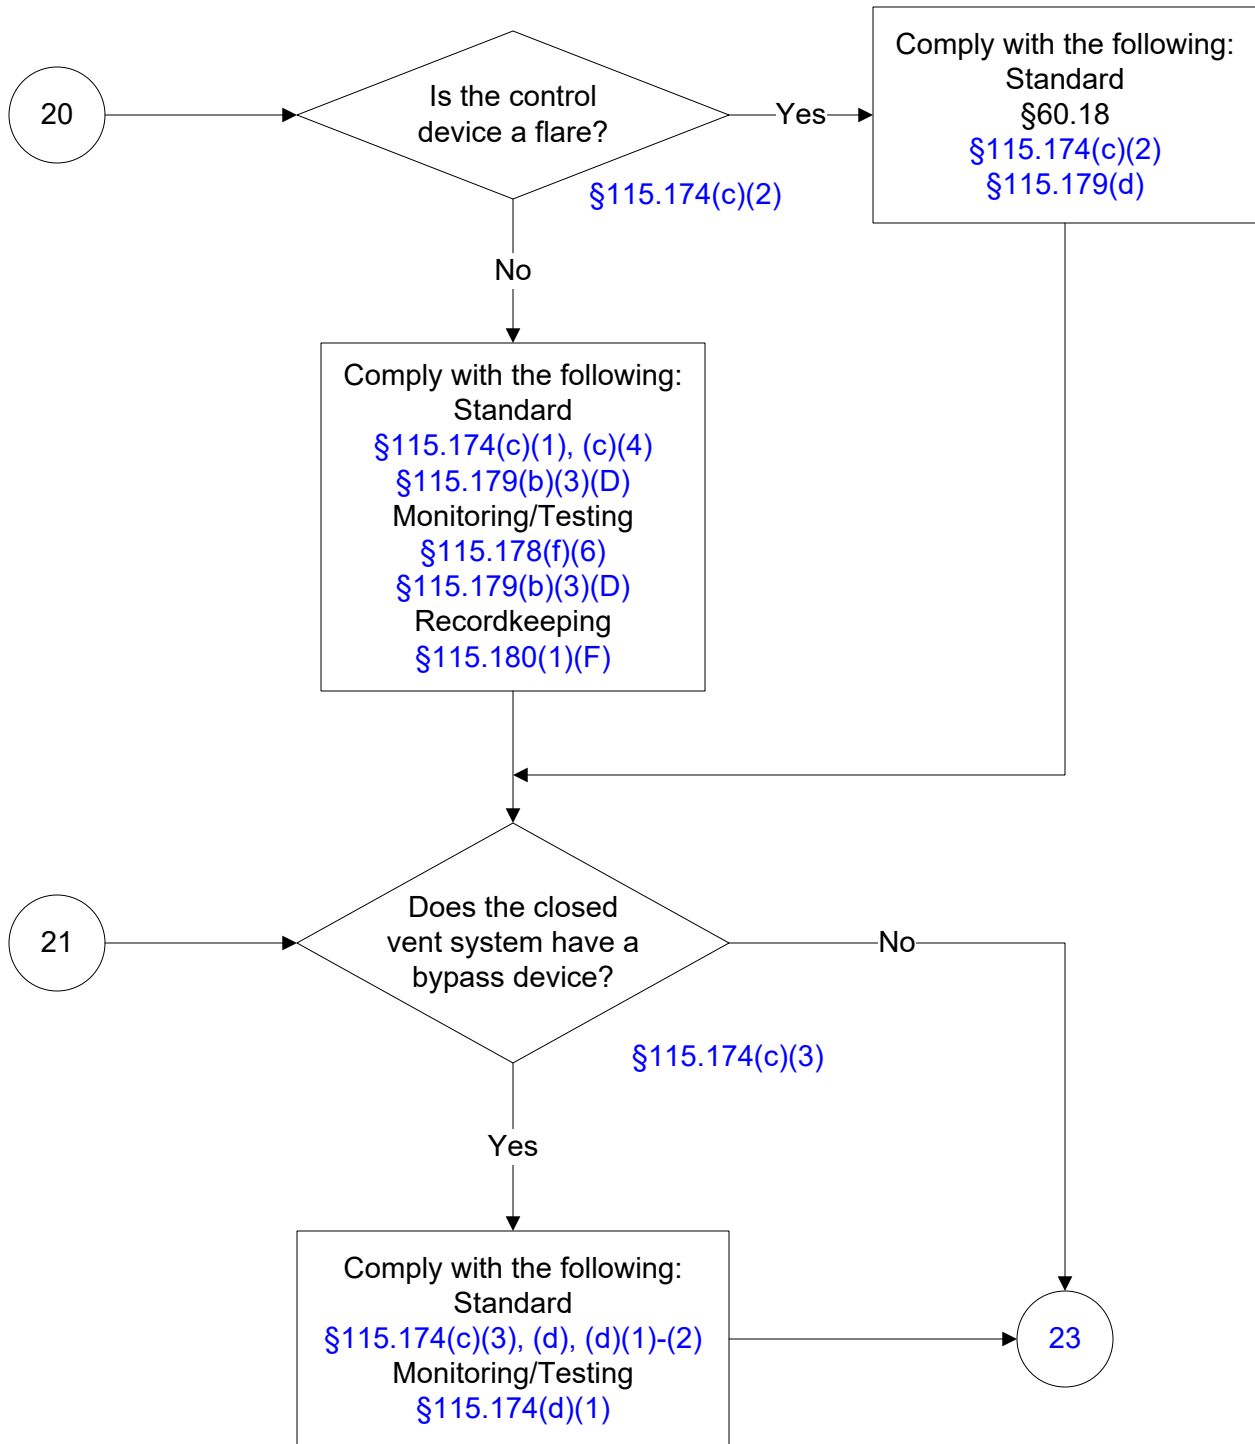 20
Is the control
device a flare?
Yes
§115.174(c)(2)
Comply with the following:
Standard
§60.18
§115.174(c)(2)
§115.179(d)
No
Comply with the following:
Standard
§115.174(c)(1), (c)(4)
§115.179(b)(3)(D)
Monitoring/Testing
§115.178(f)(6)
§115.179(b)(3)(D)
Recordkeeping
§115.180(1)(F)
21
Does the closed
vent system have a
bypass device?
No
§115.174(c)(3)
Yes
Comply with the following:
Standard
§115.174(c)(3), (d), (d)(1)-(2)
Monitoring/Testing
§115.174(d)(1)
23